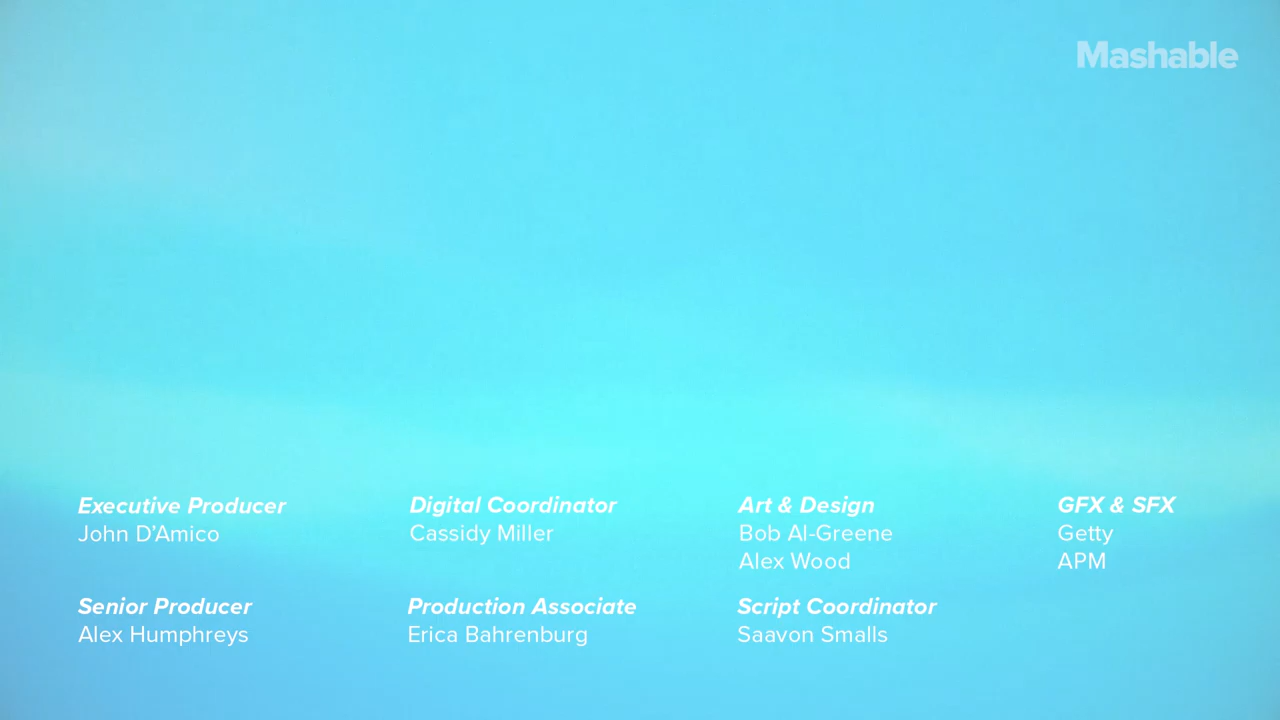 Mashable
Executive Producer
John D'Amico
Digital Coordinator
Cassidy Miller
Art & Design
Bob Al-Greene
Alex Wood
GFX & SFX
Getty
APM
Senior Producer
Alex Humphreys
Production Associate
Erica Bahrenburg
Script Coordinator
Saavon Smalls